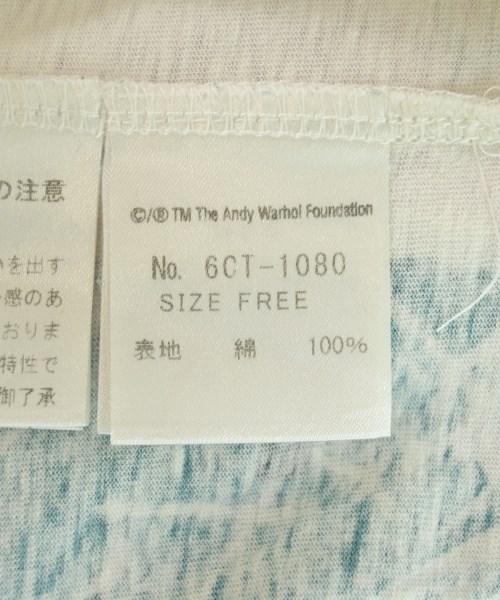 の注意
を出す
感のあ
おりま
特性で
御了承
©/® TM The Andy Warhol Foundation
No. 6CT-1080
SIZE FREE
表地 綿 100%